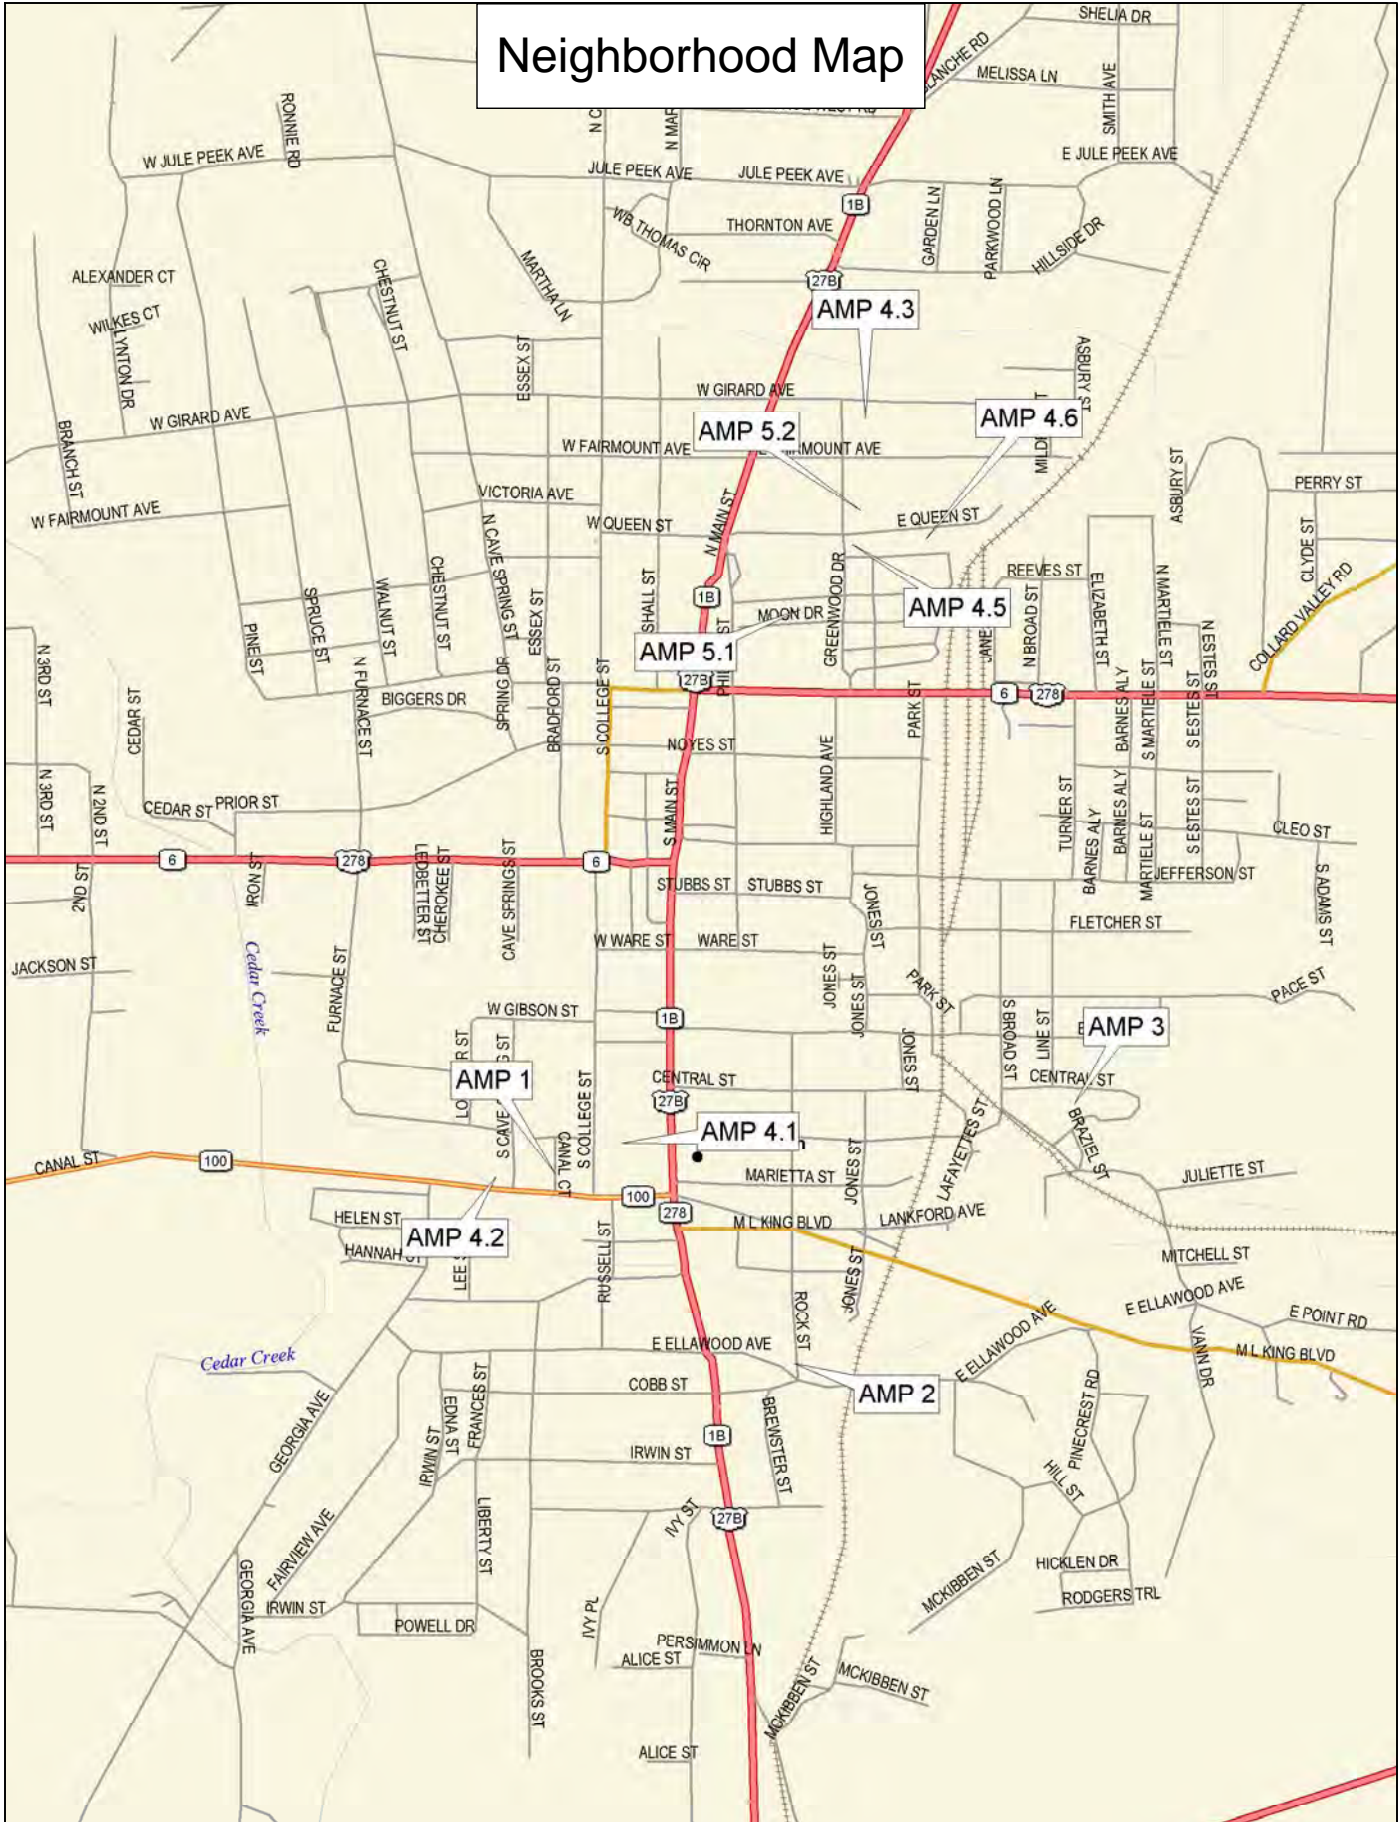 Neighborhood Map
SHELIA DR
BLANCHE RD
MELISSA LN
SMITH AVE
RONNIE RD
N MAR
W JULE PEEK AVE
E JULE PEEK AVE
JULE PEEK AVE
JULE PEEK AVE
1B
GARDEN LN
PARKWOOD LN
THORNTON AVE
WB THOMAS CIR
HILLSIDE DR
ALEXANDER CT
CHESTNUT ST
MARTHA LN
27B
AMP 4.3
WILKES CT
LYNTON DR
ESSEX ST
ASBURY ST
W GIRARD AVE
W GIRARD AVE
AMP 4.6
AMP 5.2
BRANCH ST
W FAIRMOUNT AVE
MOUNT AVE
ASBURY ST
PERRY ST
VICTORIA AVE
W FAIRMOUNT AVE
N CAVE SPRING ST
W QUEEN ST
N MAIN ST
E QUEEN ST
CLYDE ST
SPRUCE ST
WALNUT ST
CHESTNUT ST
ESSEX ST
SHALL ST
1B
GREENWOOD DR
REEVES ST
ELIZABETH ST
N MARTIELE ST
COLLARD VALLEY RD
PINE ST
MOON DR
AMP 4.5
N BROAD ST
JANE
N ESTES ST
AMP 5.1
N 3RD ST
27B
BIGGERS DR
SPRING DR
BRADFORD ST
S COLLEGE ST
PARK ST
6
278
BARNES ALY
S MARTIELE ST
S ESTES ST
CEDAR ST
N FURNACE ST
NOYES ST
HIGHLAND AVE
N 3RD ST
N 2ND ST
CEDAR ST
PRIOR ST
S MAIN ST
TURNER ST
BARNES ALY
BARNES ALY
MARTIELE ST
S ESTES ST
CLEO ST
6
278
6
2ND ST
IRON ST
LEDBETTER ST
CHEROKEE ST
CAVE SPRINGS ST
STUBBS ST
STUBBS ST
JEFFERSON ST
S ADAMS ST
JONES ST
FLETCHER ST
W WARE ST
WARE ST
JACKSON ST
Cedar Creek
FURNACE ST
JONES ST
JONES ST
PARK ST
PACE ST
W GIBSON ST
1B
S BROAD ST
LINE ST
AMP 3
JONES ST
AMP 1
CENTRAL ST
CENTRAL ST
27B
S COLLEGE ST
S CAVE
CANAL CT
AMP 4.1
LAFAYETTES ST
BRAZIEL ST
CANAL ST
100
100
MARIETTA ST
JONES ST
JULIETTE ST
278
HELEN ST
AMP 4.2
M L KING BLVD
LANKFORD AVE
HANNAH ST
LEE S
RUSSELL ST
MITCHELL ST
JONES ST
ROCK ST
E ELLAWOOD AVE
E POINT RD
E ELLAWOOD AVE
E ELLAWOOD AVE
VANN DR
M L KING BLVD
Cedar Creek
COBB ST
AMP 2
GEORGIA AVE
EDNA ST
FRANCES ST
IRWIN ST
1B
BREWSTER ST
PINECREST RD
IRWIN ST
HILL ST
LIBERTY ST
IVY ST
27B
FAIRVIEW AVE
MCKIBBEN ST
HICKLEN DR
RODGERS TRL
GEORGIA AVE
IRWIN ST
POWELL DR
IVY PL
BROOKS ST
PERSIMMON LN
ALICE ST
MCKIBBEN ST
MCKIBBEN ST
ALICE ST